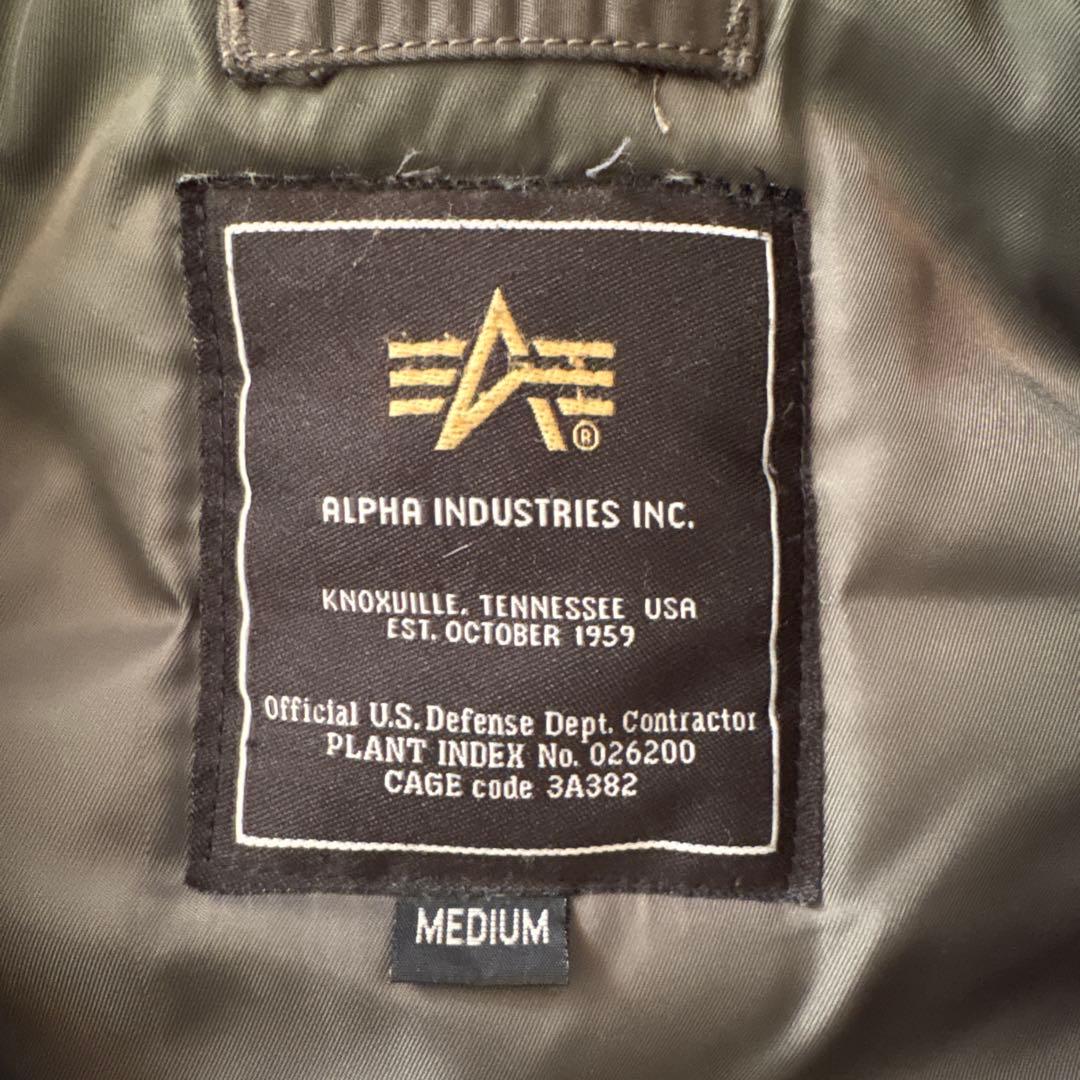 ®
ALPHA INDUSTRIES INC.
KNOXVILLE, TENNESSEE USA
EST. OCTOBER 1959
Official U.S. Defense Dept. Contractor
PLANT INDEX No. 026200
CAGE code 3A382
MEDIUM